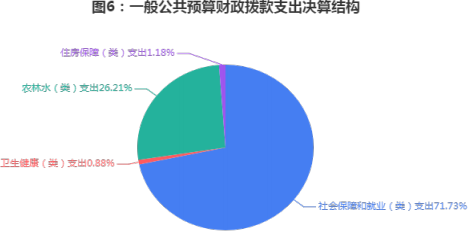 图6：一般公共预算财政拨款支出决算结构
住房保障（类）支出1.18%
农林水（类）支出26.21%
卫生健康（类）支出0.88%
社会保障和就业（类）支出71.73%